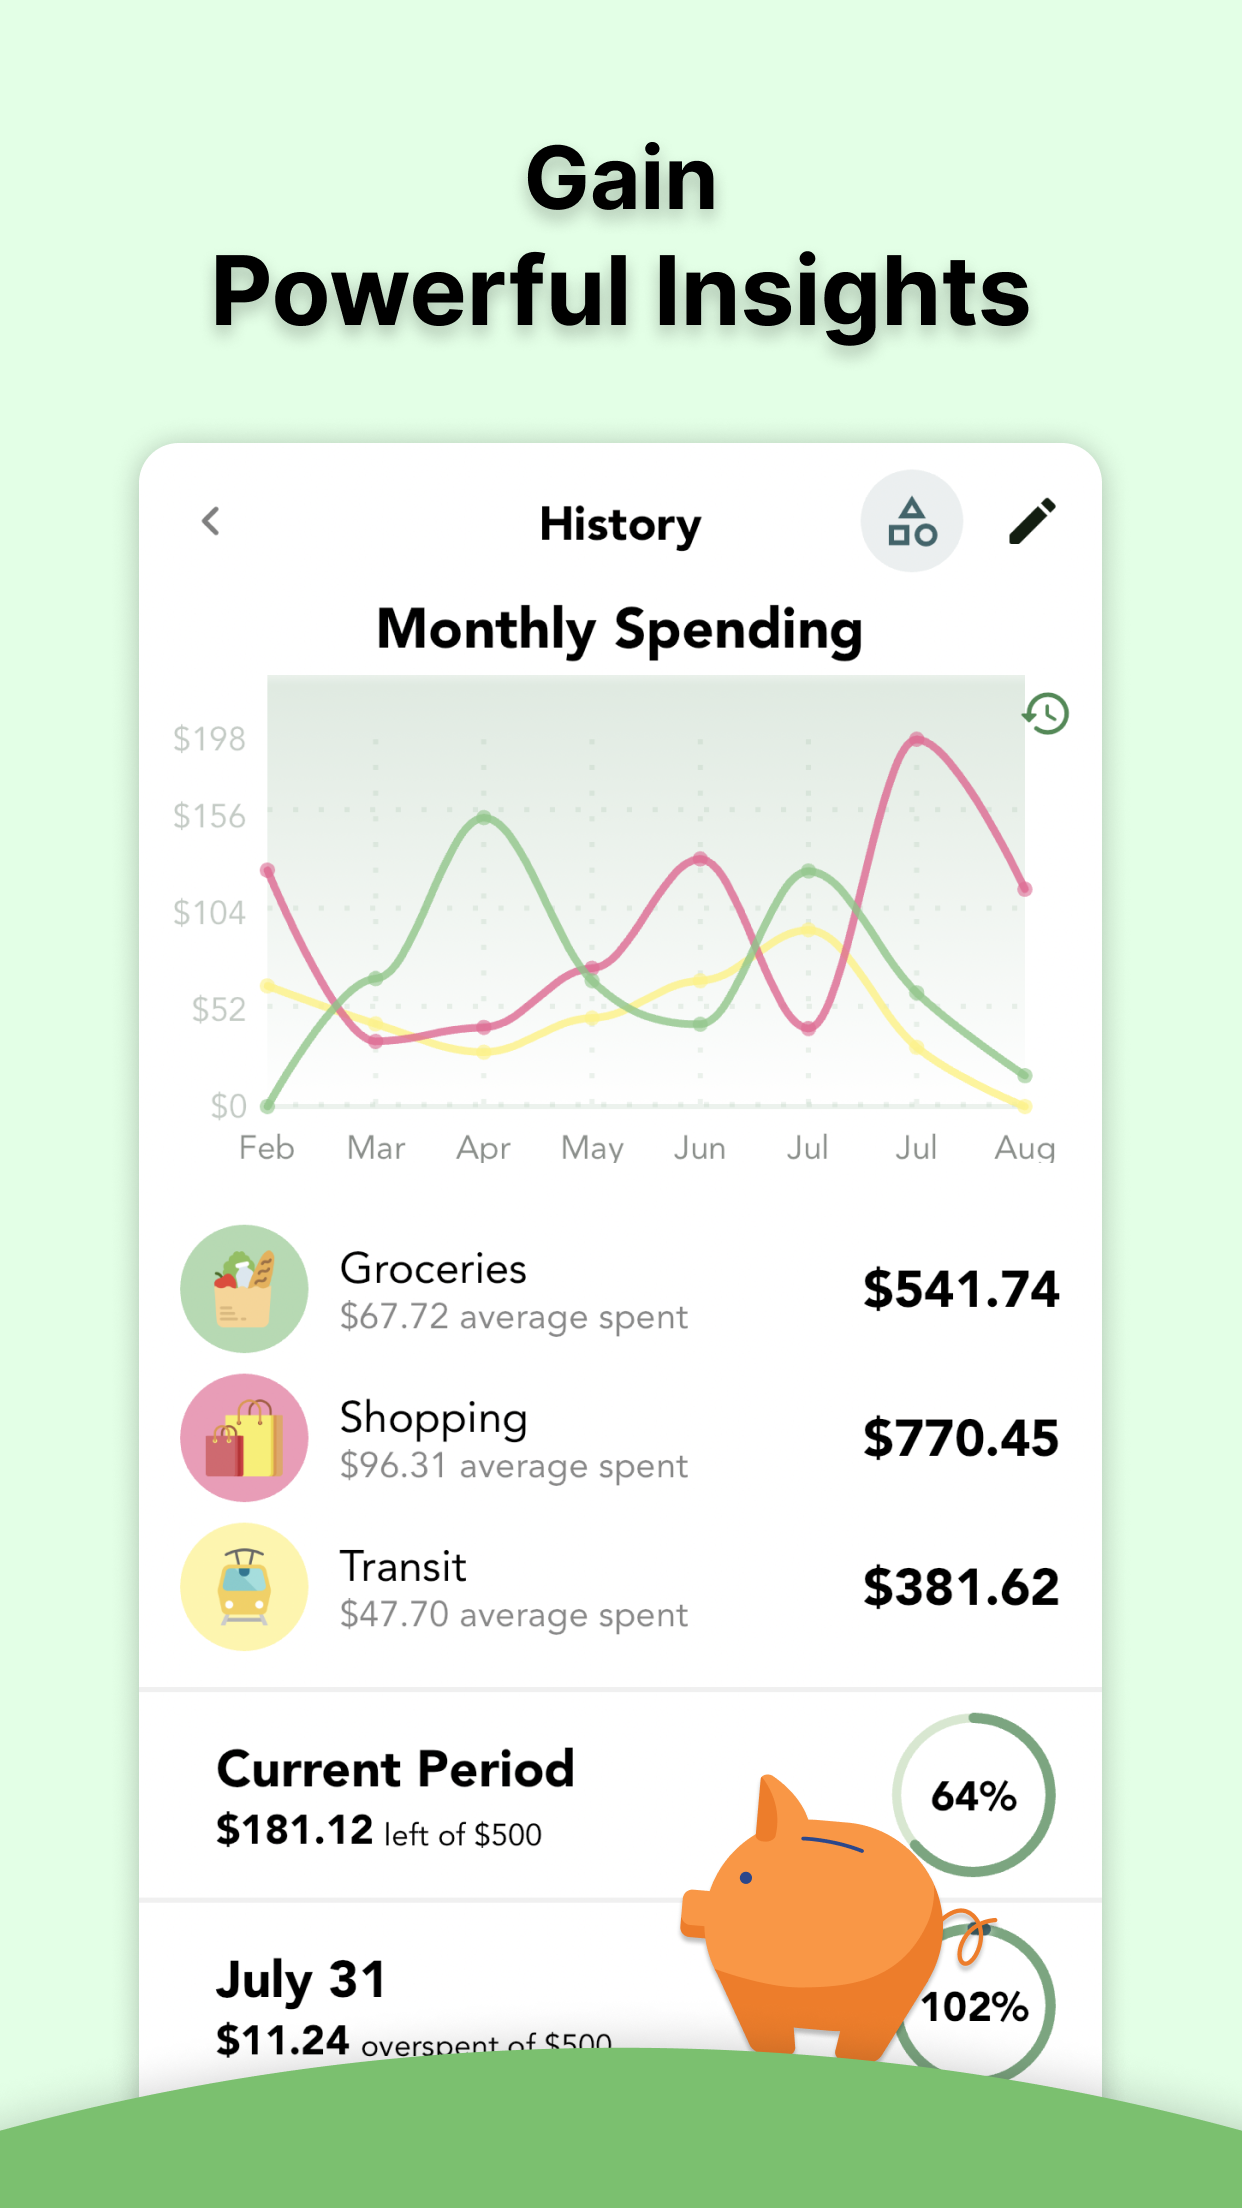 Gain
Powerful Insights
History
Monthly Spending
$198
$156
$104
$52
$0
Feb Mar Apr May Jun Jul Jul Aug
Groceries
$67.72 average spent
$541.74
Shopping
$96.31 average spent
$770.45
Transit
$47.70 average spent
$381.62
Current Period
$181.12 left of $500
64%
July 31
$11.24 overspent of $500
102%